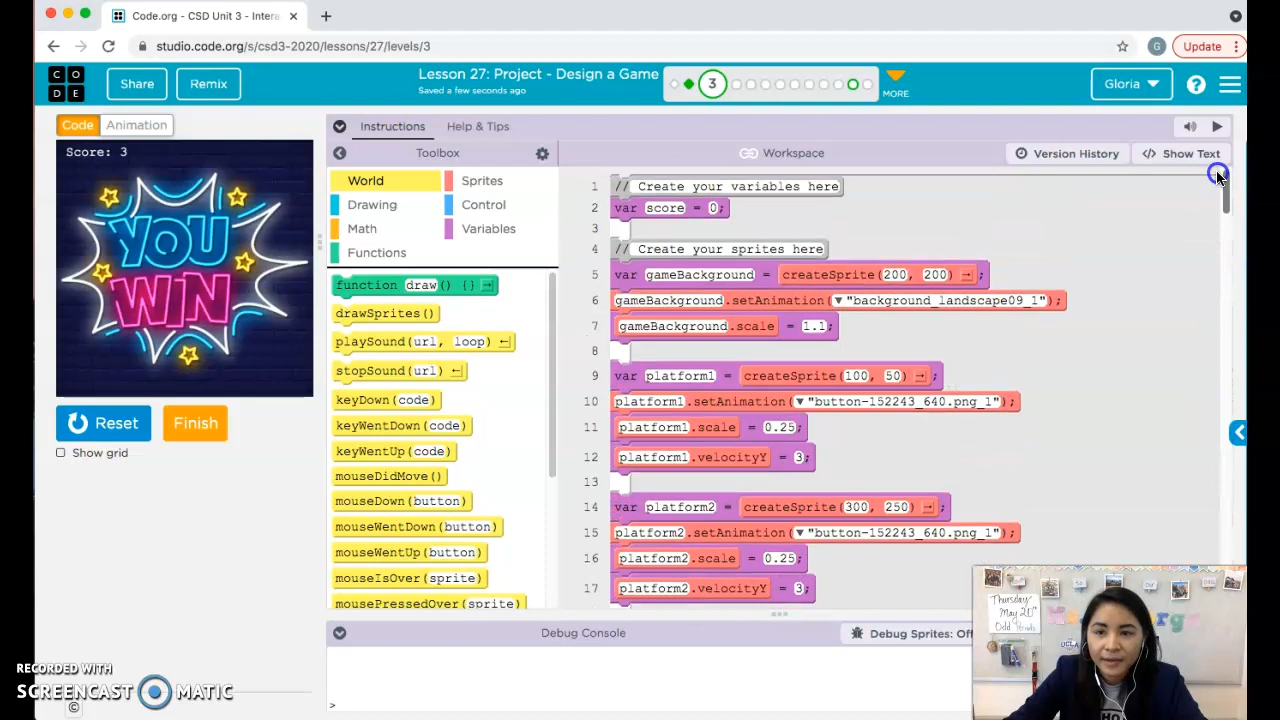 Code.org - CSD Unit 3 - Intera
studio.code.org/s/csd3-2020/lessons/27/levels/3
G
Update
CO
DE
Share
Remix
Lesson 27: Project - Design a Game
Saved a few seconds ago
3
MORE
Gloria
?
Code
Animation
Instructions
Help & Tips
Toolbox
Workspace
Version History
</> Show Text
Score: 3
YOU
WIN
Reset
Finish
Show grid
World
Sprites
Drawing
Control
Math
Variables
Functions
function draw() {}
drawSprites()
playSound(url, loop)
stopSound(url)
keyDown(code)
keyWentDown(code)
keyWentUp(code)
mouseDidMove()
mouseDown(button)
mouseWentDown(button)
mouseWentUp(button)
mouseIsOver(sprite)
mousePressedOver(sprite)
1 // Create your variables here
2 var score = 0;
3
4 // Create your sprites here
5 var gameBackground = createSprite(200, 200);
6 gameBackground.setAnimation("background_landscape09_1");
7 gameBackground.scale = 1.1;
8
9 var platform1 = createSprite(100, 50);
10 platform1.setAnimation("button-152243_640.png_1");
11 platform1.scale = 0.25;
12 platform1.velocityY = 3;
13
14 var platform2 = createSprite(300, 250);
15 platform2.setAnimation("button-152243_640.png_1");
16 platform2.scale = 0.25;
17 platform2.velocityY = 3;
Debug Console
Debug Sprites: Off
>
Thursday
May 20th
Odd Periods
UCLA
RECORDED WITH
SCREENCAST MATIC
©